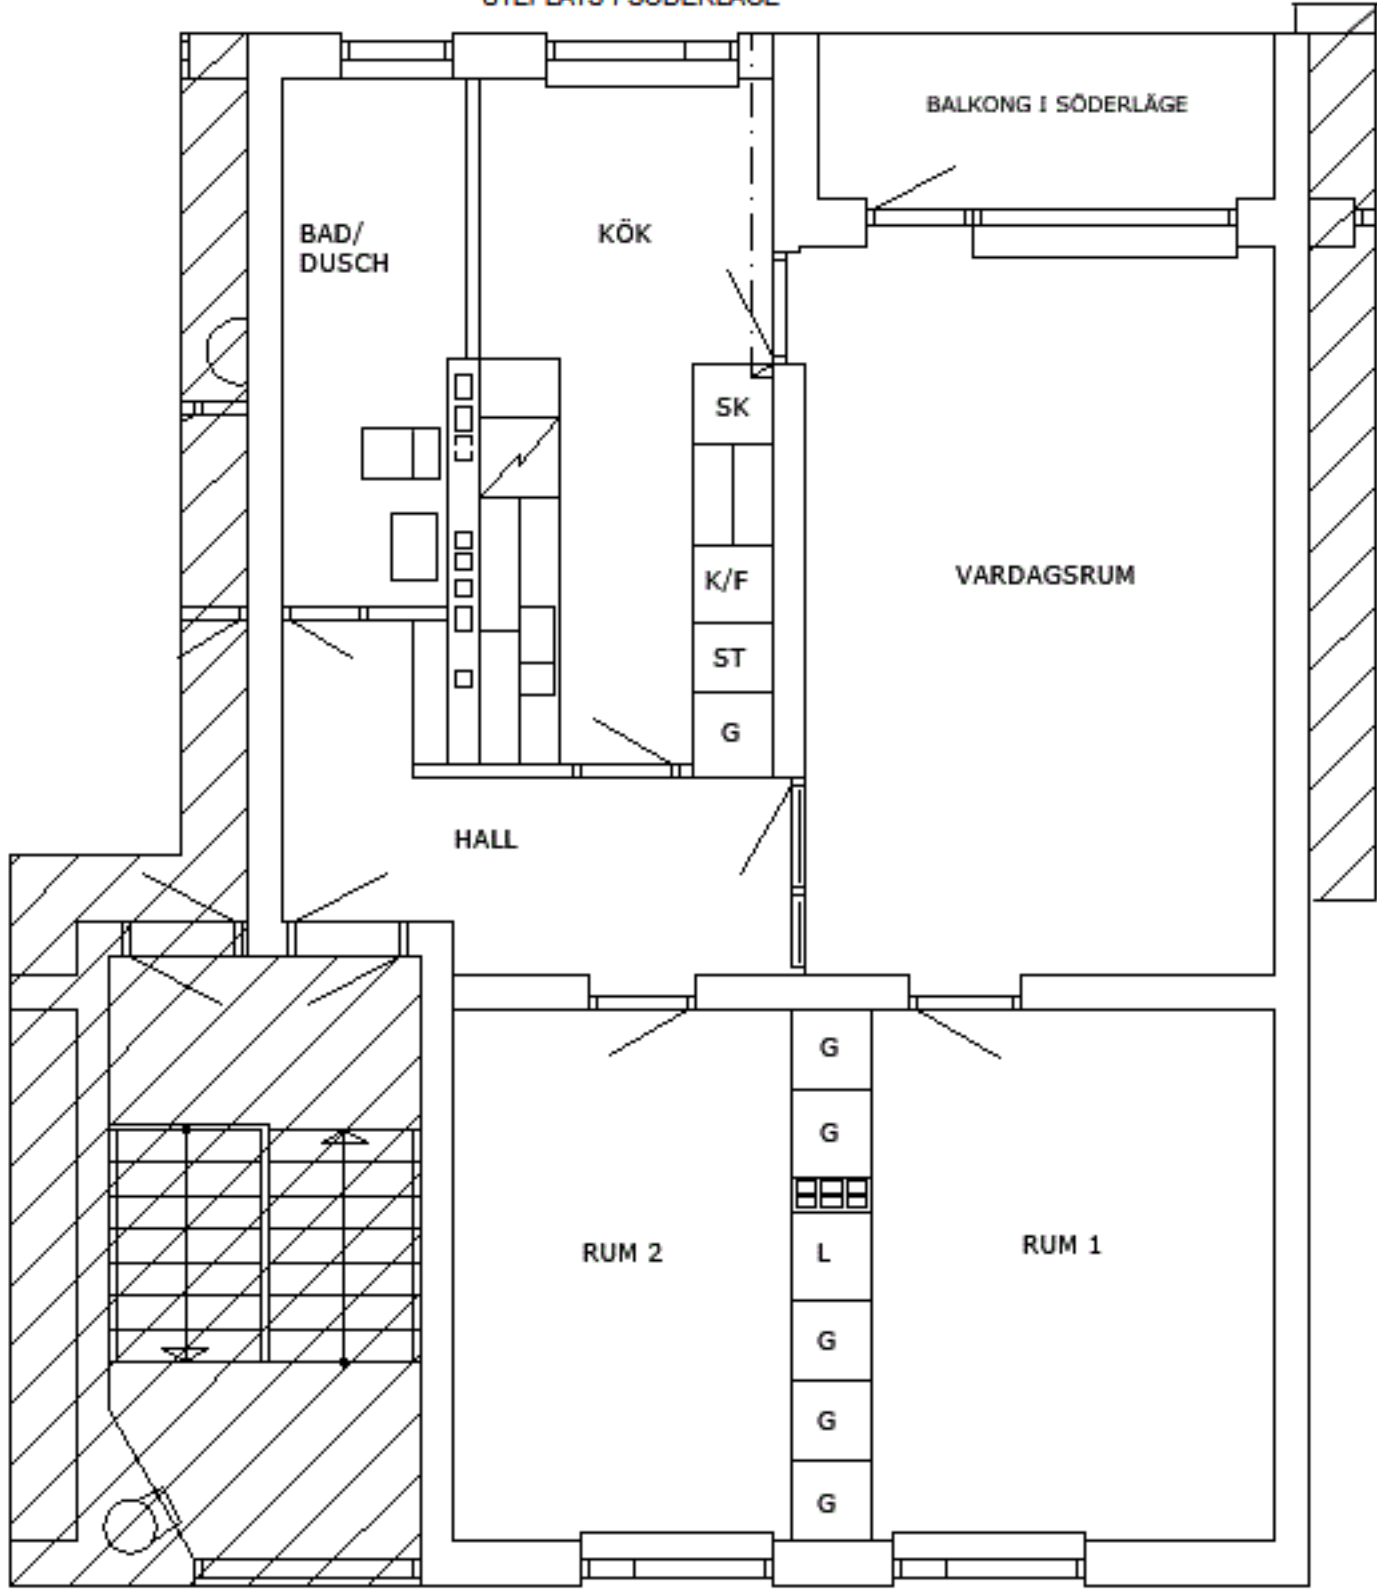 BALKONG I SÖDERLÄGE
BAD/
DUSCH
KÖK
SK
K/F
VARDAGSRUM
ST
G
HALL
G
G
L
RUM 2
RUM 1
G
G
G